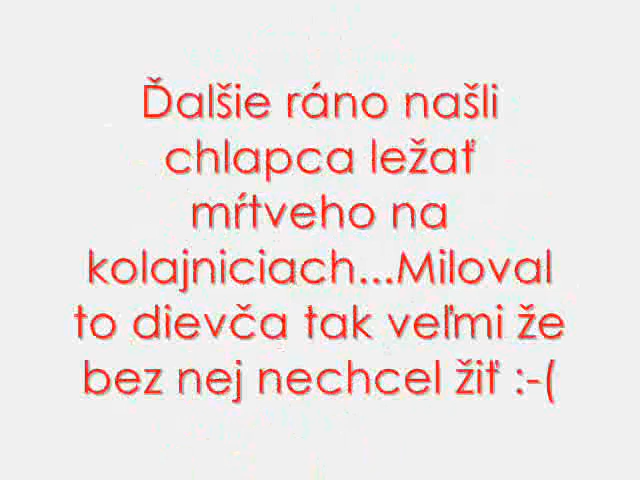 Ďalšie ráno našli
chlapca ležať
mŕtveho na
kolajniciach...Miloval
to dievča tak veľmi že
bez nej nechcel žiť :-(